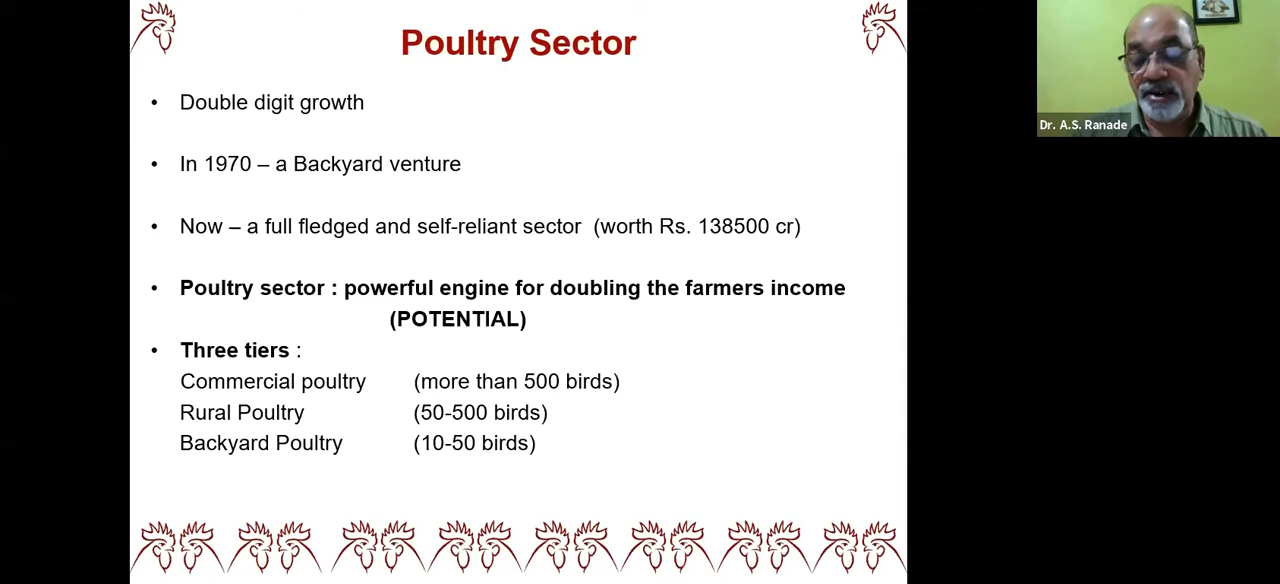 Poultry Sector
• Double digit growth
• In 1970 – a Backyard venture
• Now – a full fledged and self-reliant sector (worth Rs. 138500 cr)
• Poultry sector : powerful engine for doubling the farmers income
(POTENTIAL)
• Three tiers :
Commercial poultry (more than 500 birds)
Rural Poultry (50-500 birds)
Backyard Poultry (10-50 birds)
Dr. A.S. Ranade